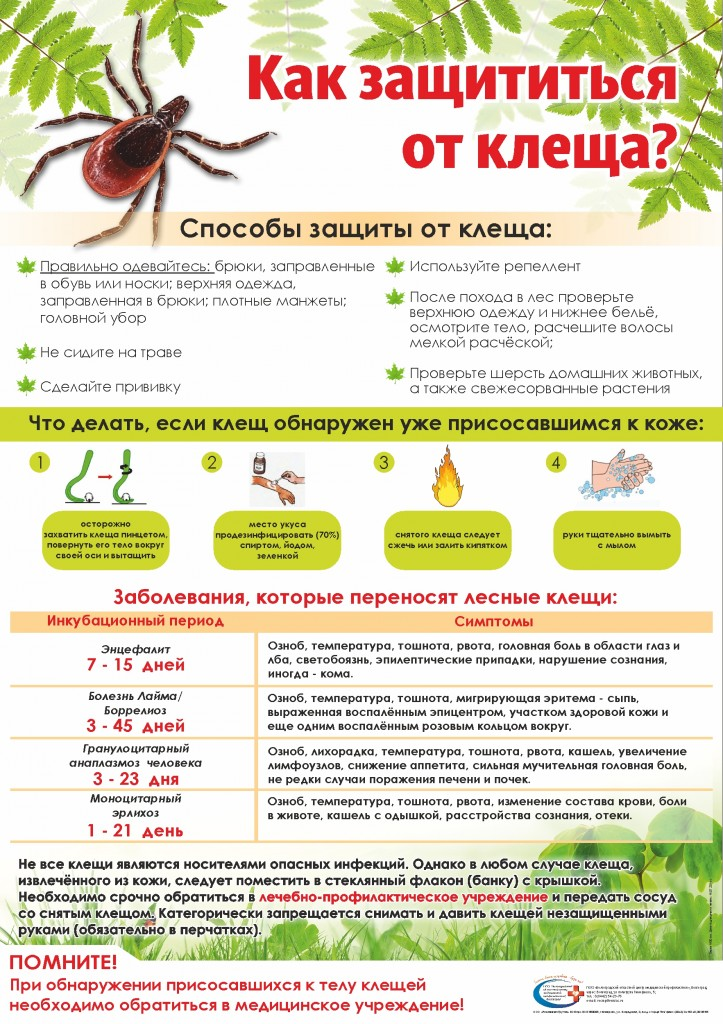 Как защититься
от клеща?
Способы защиты от клеща:
Правильно одевайтесь: брюки, заправленные
в обувь или носки; верхняя одежда,
заправленная в брюки; плотные манжеты;
головной убор
Не сидите на траве
Сделайте прививку
Используйте репеллент
После похода в лес проверьте
верхнюю одежду и нижнее бельё,
осмотрите тело, расчешите волосы
мелкой расчёской;
Проверьте шерсть домашних животных,
а также свежесорванные растения
Что делать, если клещ обнаружен уже присосавшимся к коже:
1
осторожно
захватить клеща пинцетом,
повернуть его тело вокруг
своей оси и вытащить
2
место укуса
продезинфицировать (70%)
спиртом, йодом,
зеленкой
3
снятого клеща следует
сжечь или залить кипятком
4
руки тщательно вымыть
с мылом
Заболевания, которые переносят лесные клещи:
Инкубационный период
Симптомы
Энцефалит
7 - 15 дней
Озноб, температура, тошнота, рвота, головная боль в области глаз и
лба, светобоязнь, эпилептические припадки, нарушение сознания,
иногда - кома.
Болезнь Лайма/
Боррелиоз
3 - 45 дней
Озноб, температура, тошнота, мигрирующая эритема - сыпь,
выраженная воспалённым эпицентром, участком здоровой кожи и
еще одним воспалённым розовым кольцом вокруг.
Гранулоцитарный
анаплазмоз человека
3 - 23 дня
Озноб, лихорадка, температура, тошнота, рвота, кашель, увеличение
лимфоузлов, снижение аппетита, сильная мучительная головная боль,
не редки случаи поражения печени и почек.
Моноцитарный
эрлихоз
1 - 21 день
Озноб, температура, тошнота, рвота, изменение состава крови, боли
в животе, кашель с одышкой, расстройства сознания, отеки.
Не все клещи являются носителями опасных инфекций. Однако в любом случае клеща,
извлечённого из кожи, следует поместить в стеклянный флакон (банку) с крышкой.
Необходимо срочно обратиться в лечебно-профилактическое учреждение и передать сосуд
со снятым клещом. Категорически запрещается снимать и давить клещей незащищенными
руками (обязательно в перчатках).
ПОМНИТЕ!
При обнаружении присосавшихся к телу клещей
необходимо обратиться в медицинское учреждение!